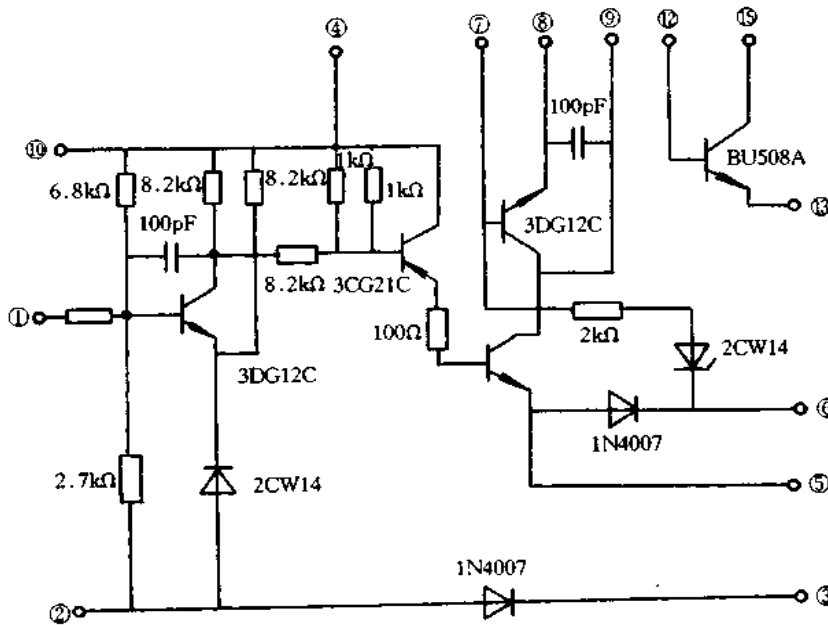 ④
⑦
⑧
⑨
⑫
⑮
100pF
⑩
6.8kΩ
8.2kΩ
8.2kΩ
1kΩ
1kΩ
BU508A
⑬
100pF
3DG12C
8.2kΩ
3CG21C
①
100Ω
2kΩ
2CW14
3DG12C
⑥
1N4007
2.7kΩ
2CW14
⑤
1N4007
②
③